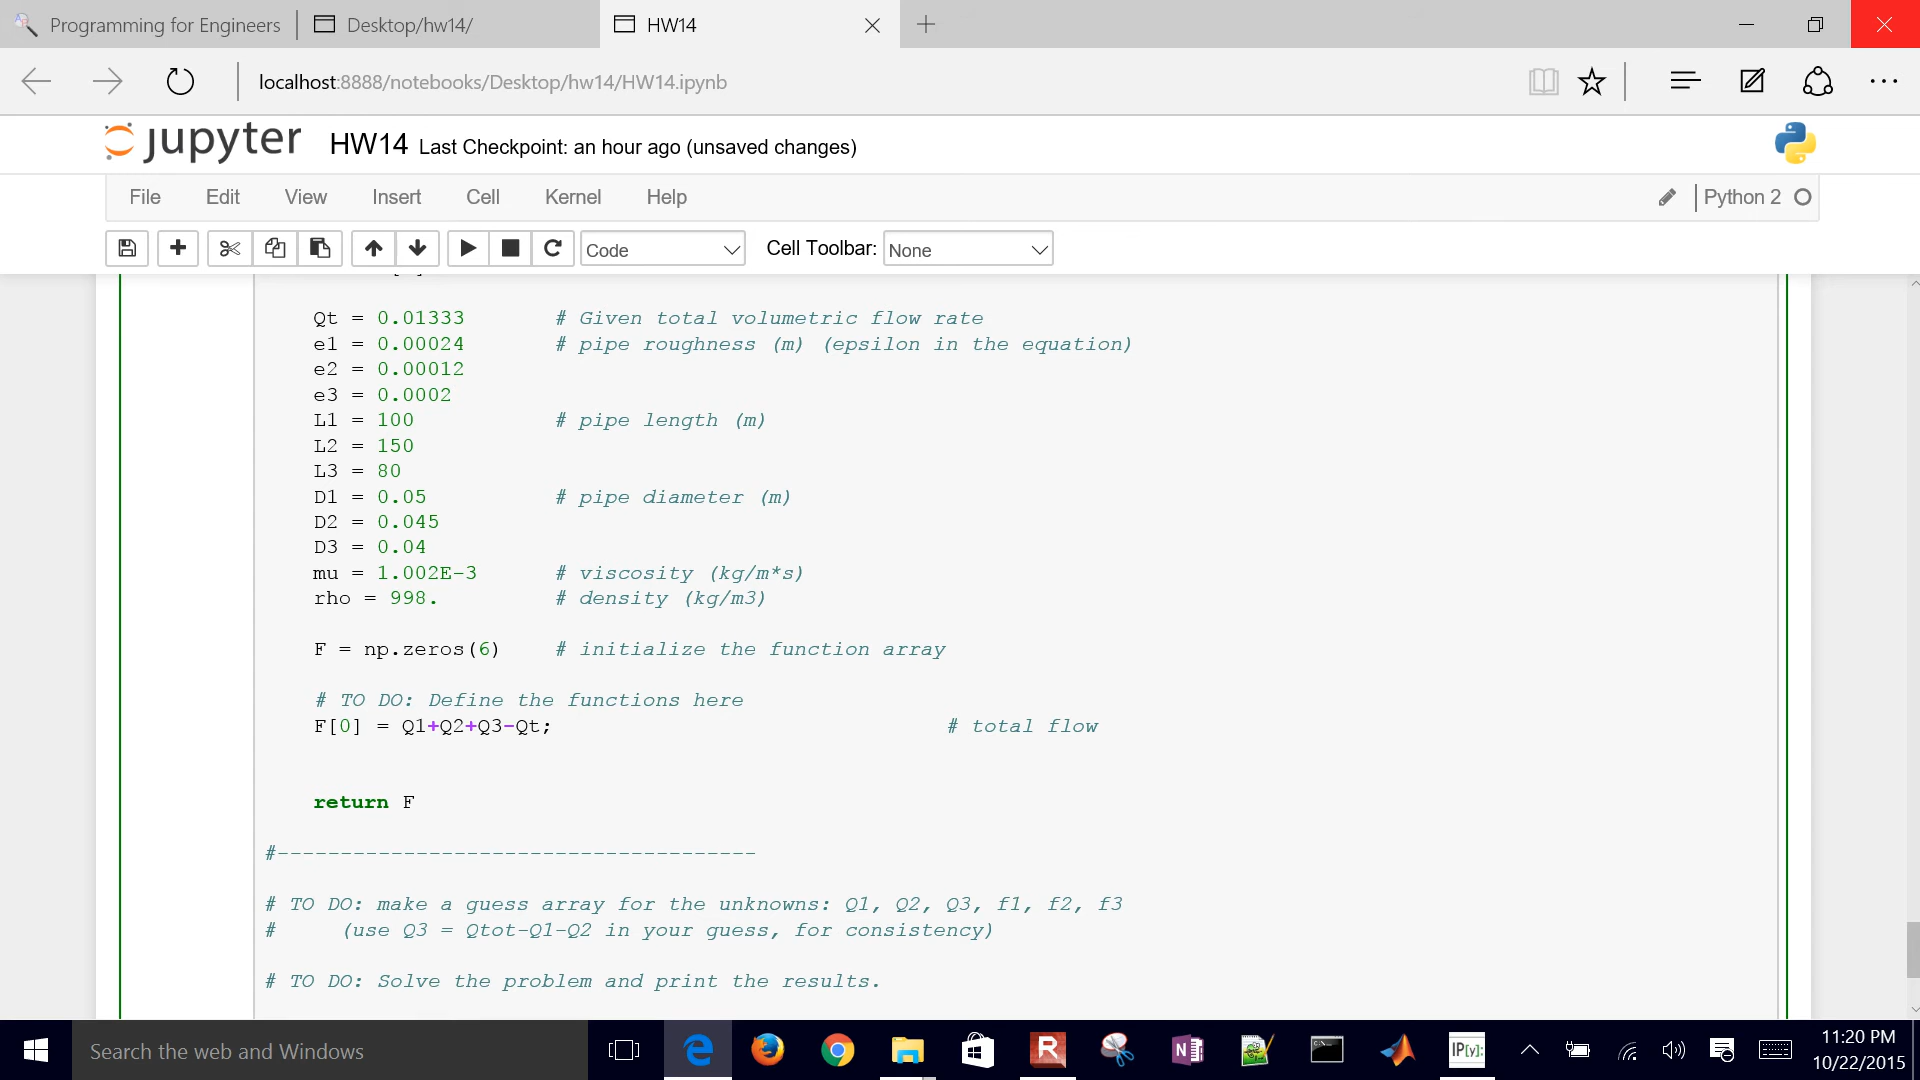 Programming for Engineers
Desktop/hw14/
HW14
localhost:8888/notebooks/Desktop/hw14/HW14.ipynb
jupyter HW14 Last Checkpoint: an hour ago (unsaved changes)
File Edit View Insert Cell Kernel Help Python 2
Code Cell Toolbar: None
Qt = 0.01333 # Given total volumetric flow rate
e1 = 0.00024 # pipe roughness (m) (epsilon in the equation)
e2 = 0.00012
e3 = 0.0002
L1 = 100 # pipe length (m)
L2 = 150
L3 = 80
D1 = 0.05 # pipe diameter (m)
D2 = 0.045
D3 = 0.04
mu = 1.002E-3 # viscosity (kg/m*s)
rho = 998. # density (kg/m3)
F = np.zeros(6) # initialize the function array
# TO DO: Define the functions here
F[0] = Q1+Q2+Q3-Qt; # total flow
return F
#--------------------------------------
# TO DO: make a guess array for the unknowns: Q1, Q2, Q3, f1, f2, f3
# (use Q3 = Qtot-Q1-Q2 in your guess, for consistency)
# TO DO: Solve the problem and print the results.
Search the web and Windows
R
N
IP[y]:
11:20 PM
10/22/2015